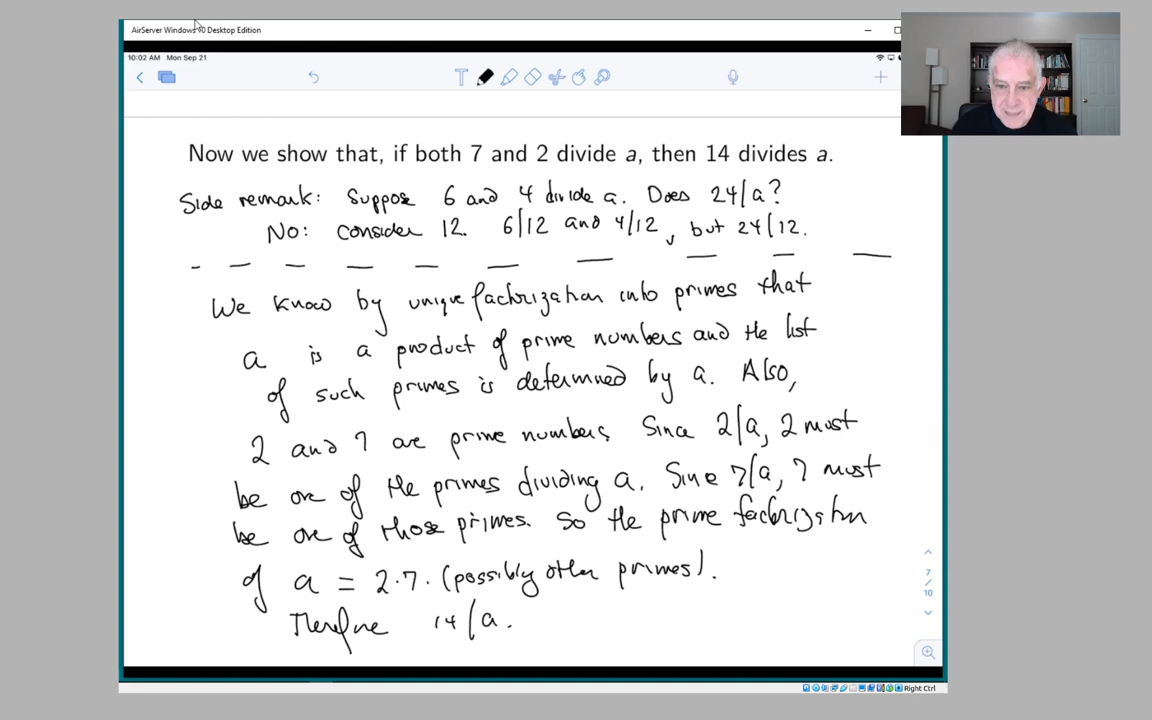 AirServer Windows 10 Desktop Edition
10:02 AM Mon Sep 21
Now we show that, if both 7 and 2 divide a, then 14 divides a.
Side remark: Suppose 6 and 4 divide a. Does 24|a?
No: consider 12. 6|12 and 4|12, but 24|12.
We know by unique factorization into primes that
a is a product of prime numbers and the list
of such primes is determined by a. Also,
2 and 7 are prime numbers. Since 2|a, 2 must
be one of the primes dividing a. Since 7|a, 7 must
be one of those primes. So the prime factorization
of a = 2·7·(possibly other primes).
Therefore 14|a.
7
/
10
Right Ctrl